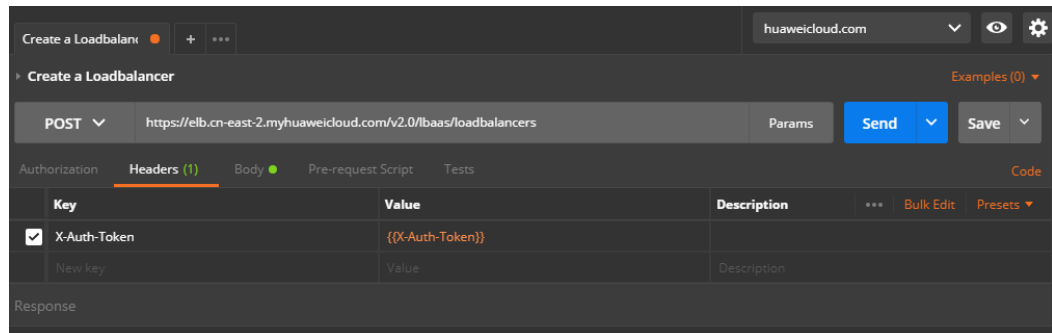 Create a Loadbalanc + ••• huaweicloud.com
Create a Loadbalancer Examples (0)
POST https://elb.cn-east-2.myhuaweicloud.com/v2.0/lbaas/loadbalancers Params Send Save
Authorization Headers (1) Body Pre-request Script Tests Code
Key Value Description ••• Bulk Edit Presets
X-Auth-Token {{X-Auth-Token}}
New key Value Description
Response